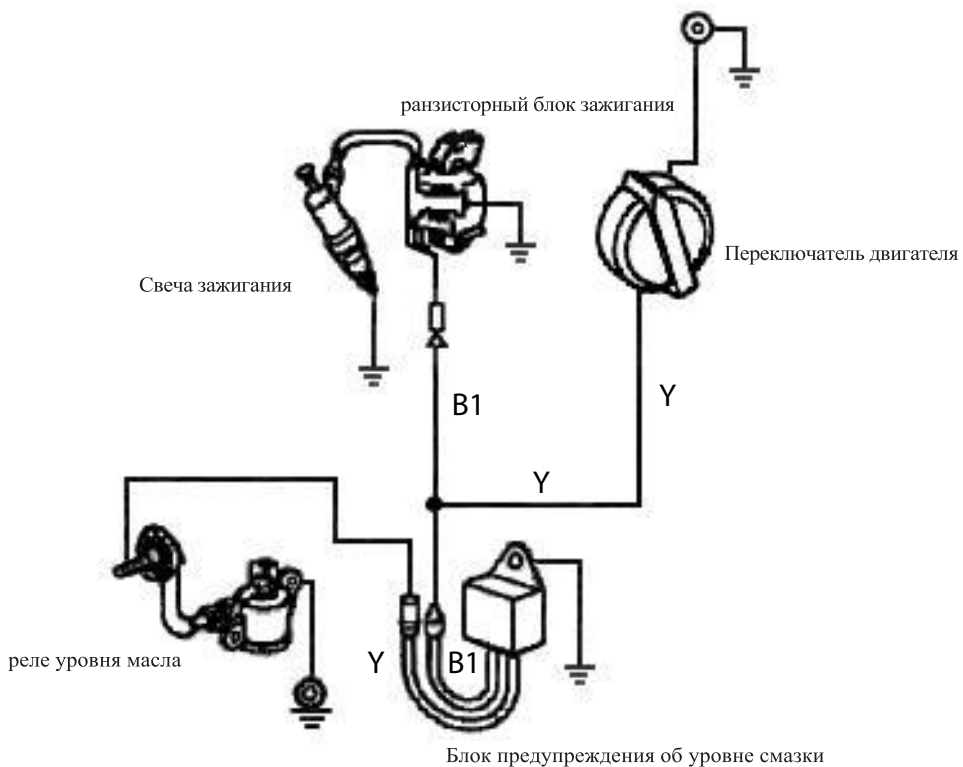 ранзисторный блок зажигания
Переключатель двигателя
Свеча зажигания
B1
Y
Y
реле уровня масла
Y
B1
Блок предупреждения об уровне смазки